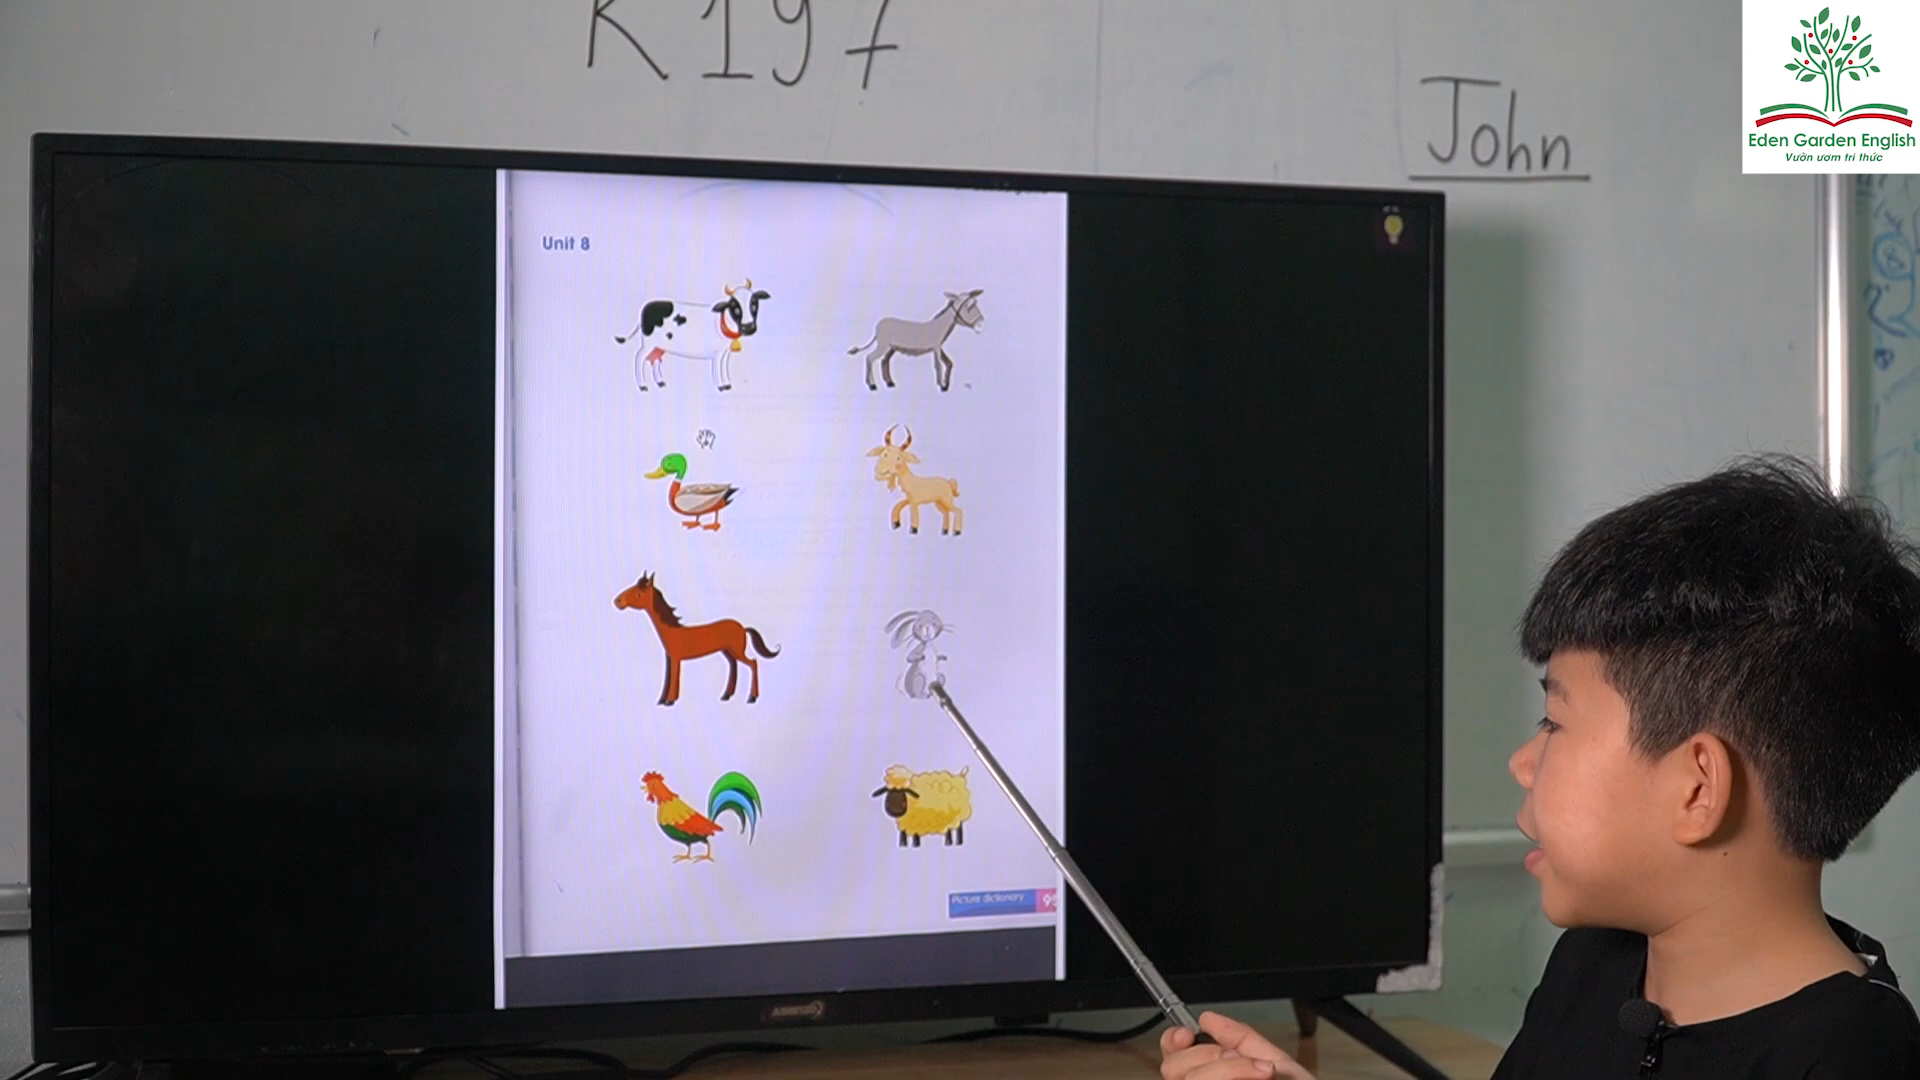 K197
John
Eden Garden English
Vườn ươm tri thức
Unit 8
Picture dictionary